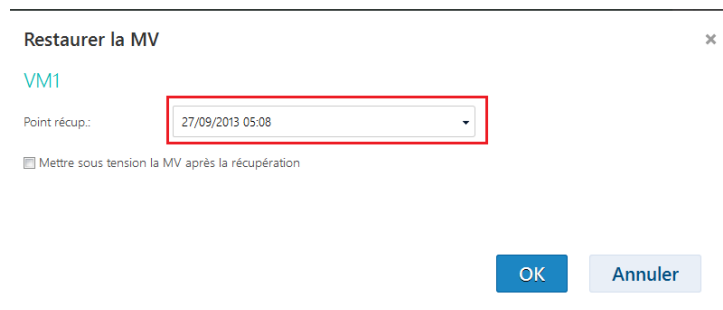 Restaurer la MV
VM1
Point récup.: 27/09/2013 05:08
Mettre sous tension la MV après la récupération
OK Annuler